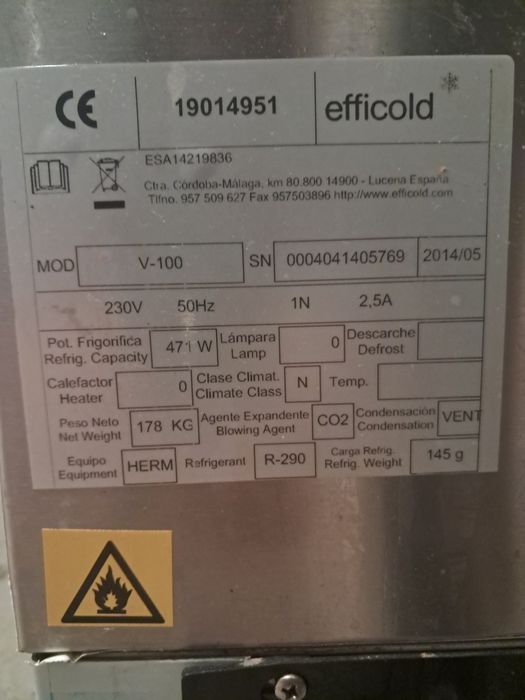 CE 19014951 efficold
ESA14219836
Ctra. Córdoba-Málaga, km 80.800 14900 - Lucena España
Tlfno. 957 509 627 Fax 957503896 http://www.efficold.com
MOD V-100 SN 0004041405769 2014/05
230V 50Hz 1N 2,5A
Pot. Frigorífica 471 W Lámpara 0 Descarche
Refrig. Capacity Lamp Defrost
Calefactor 0 Clase Climat. N Temp.
Heater Climate Class
Peso Neto 178 KG Agente Expandente CO2 Condensación VENT
Net Weight Blowing Agent Condensation
Equipo HERM Refrigerant R-290 Carga Refrig. 145 g
Equipment Refrig. Weight